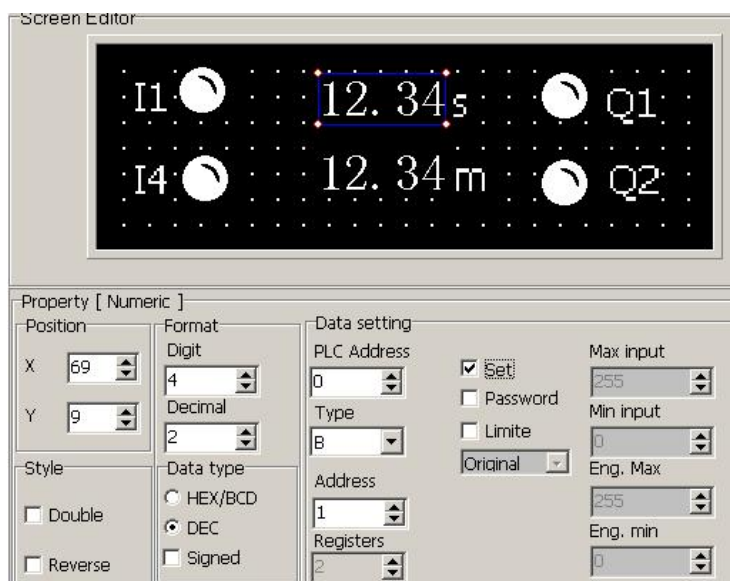 Screen Editor
I1 12.34s Q1
I4 12.34m Q2
Property [ Numeric ]
Position
X 69
Y 9
Format
Digit
4
Decimal
2
Data setting
PLC Address
0
Type
B
Address
1
Registers
2
Set
Password
Limite
Original
Max input
255
Min input
0
Eng. Max
255
Eng. min
0
Style
Double
Reverse
Data type
HEX/BCD
DEC
Signed